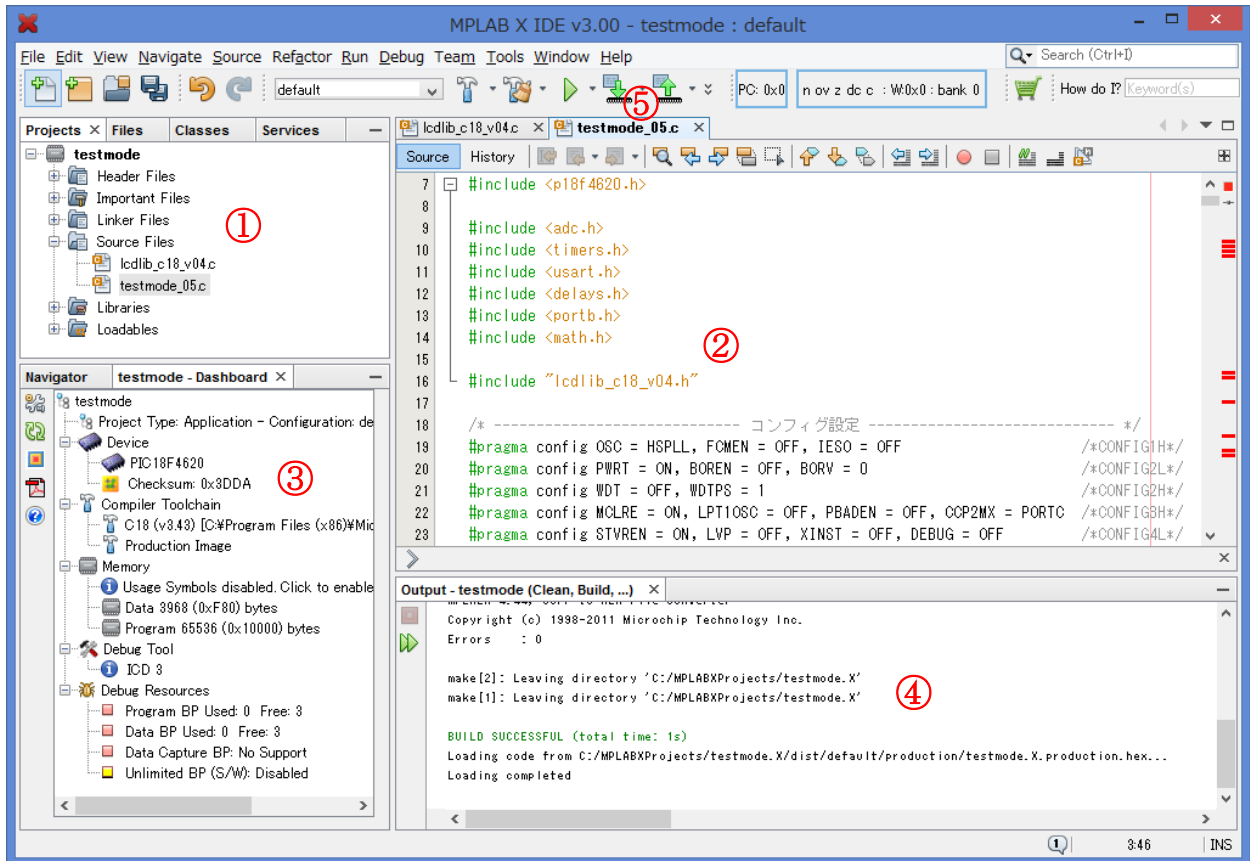 MPLAB X IDE v3.00 - testmode : default
File Edit View Navigate Source Refactor Run Debug Team Tools Window Help
Search (Ctrl+I)
default
PC: 0x0
n ov z dc c : W:0x0 : bank 0
How do I?
Keyword(s)
⑤
Projects Files Classes Services
testmode
Header Files
Important Files
Linker Files
Source Files
lcdlib_c18_v04.c
testmode_05.c
Libraries
Loadables
①
Navigator testmode - Dashboard
testmode
Project Type: Application - Configuration: de
Device
PIC18F4620
Checksum: 0x3DDA
Compiler Toolchain
C18 (v3.43) [C:¥Program Files (x86)¥Mic
Production Image
Memory
Usage Symbols disabled. Click to enable
Data 3968 (0xF80) bytes
Program 65536 (0x10000) bytes
Debug Tool
ICD 3
Debug Resources
Program BP Used: 0 Free: 3
Data BP Used: 0 Free: 3
Data Capture BP: No Support
Unlimited BP (S/W): Disabled
③
lcdlib_c18_v04.c testmode_05.c
Source History
7 #include <p18f4620.h>
8
9 #include <adc.h>
10 #include <timers.h>
11 #include <usart.h>
12 #include <delays.h>
13 #include <portb.h>
14 #include <math.h>
15
16 #include "lcdlib_c18_v04.h"
17
18 /* ------------------------------ コンフィグ設定 ----------------------------- */
19 #pragma config OSC = HSPLL, FCMEN = OFF, IESO = OFF /*CONFIG1H*/
20 #pragma config PWRT = ON, BOREN = OFF, BORV = 0 /*CONFIG2L*/
21 #pragma config WDT = OFF, WDTPS = 1 /*CONFIG2H*/
22 #pragma config MCLRE = ON, LPT1OSC = OFF, PBADEN = OFF, CCP2MX = PORTC /*CONFIG3H*/
23 #pragma config STVREN = ON, LVP = OFF, XINST = OFF, DEBUG = OFF /*CONFIG4L*/
②
Output - testmode (Clean, Build, ...)
Copyright (c) 1998-2011 Microchip Technology Inc.
Errors : 0
make[2]: Leaving directory 'C:/MPLABXProjects/testmode.X'
make[1]: Leaving directory 'C:/MPLABXProjects/testmode.X'
BUILD SUCCESSFUL (total time: 1s)
Loading code from C:/MPLABXProjects/testmode.X/dist/default/production/testmode.X.production.hex...
Loading completed
④
1 3:46 INS